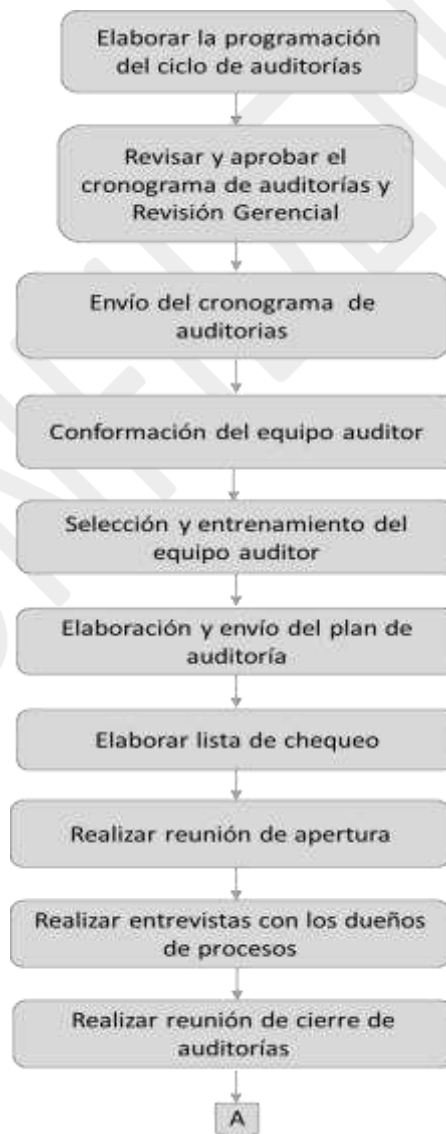 Elaborar la programación
del ciclo de auditorías
Revisar y aprobar el
cronograma de auditorías y
Revisión Gerencial
Envío del cronograma de
auditorias
Conformación del equipo auditor
Selección y entrenamiento del
equipo auditor
Elaboración y envío del plan de
auditoría
Elaborar lista de chequeo
Realizar reunión de apertura
Realizar entrevistas con los dueños
de procesos
Realizar reunión de cierre de
auditorías
A